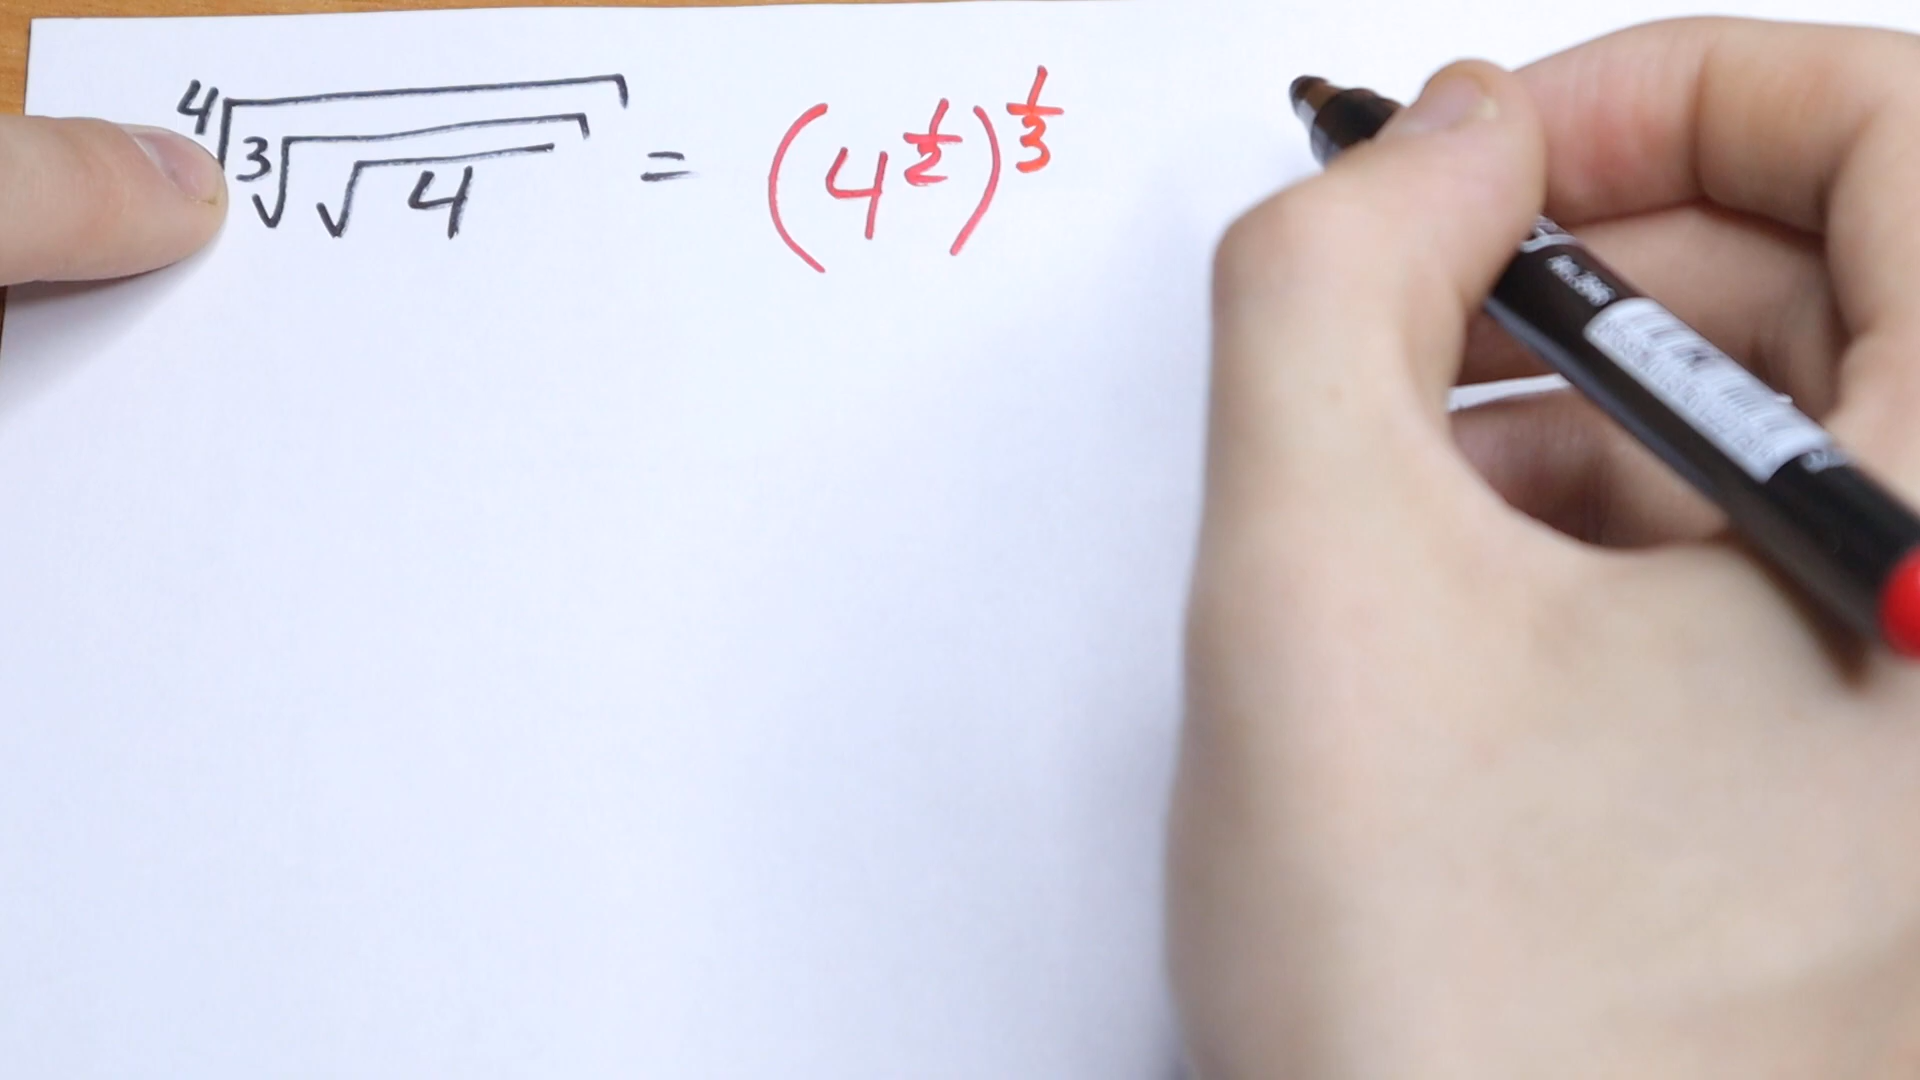 ⁴√(³√(√4)) = (4^(1/2))^(1/3)